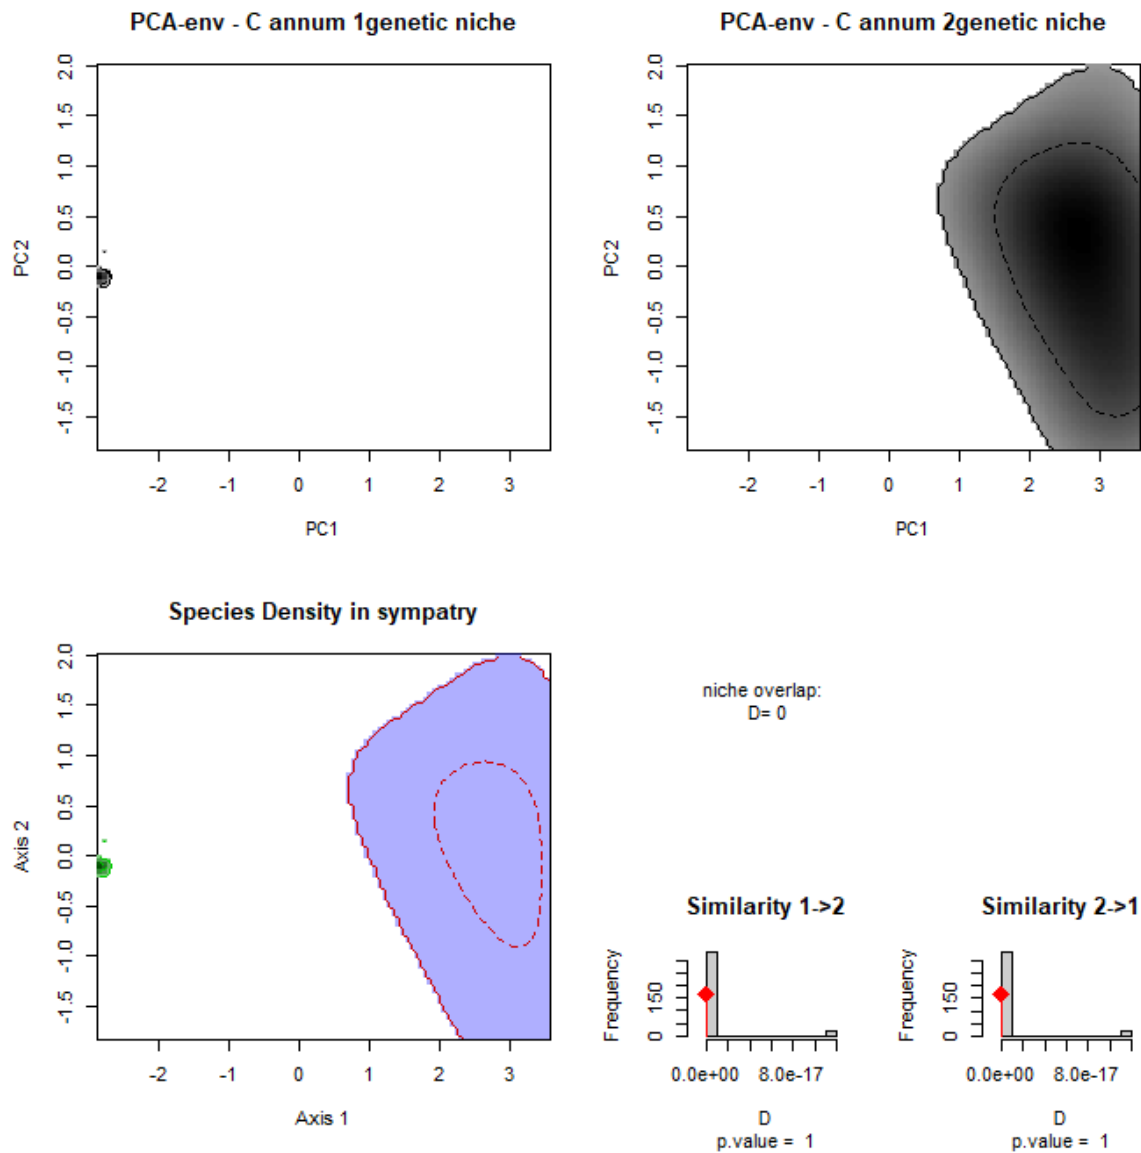 PCA-env - C annum 1genetic niche
PC2
2.0
1.5
1.0
0.5
0.0
-0.5
-1.0
-1.5
-2 -1 0 1 2 3
PC1
PCA-env - C annum 2genetic niche
PC2
2.0
1.5
1.0
0.5
0.0
-0.5
-1.0
-1.5
-2 -1 0 1 2 3
PC1
Species Density in sympatry
Axis 2
2.0
1.5
1.0
0.5
0.0
-0.5
-1.0
-1.5
-2 -1 0 1 2 3
Axis 1
niche overlap:
D= 0
Similarity 1->2
Frequency
150
0
0.0e+00 8.0e-17
D
p.value = 1
Similarity 2->1
Frequency
150
0
0.0e+00 8.0e-17
D
p.value = 1